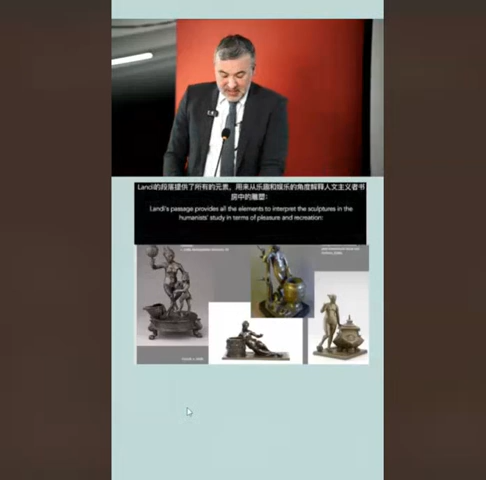 Landi的段落提供了所有的元素，用来从乐趣和娱乐的角度解释人文主义者书
房中的雕塑：
Landi's passage provides all the elements to interpret the sculptures in the
humanists' study in terms of pleasure and recreation: